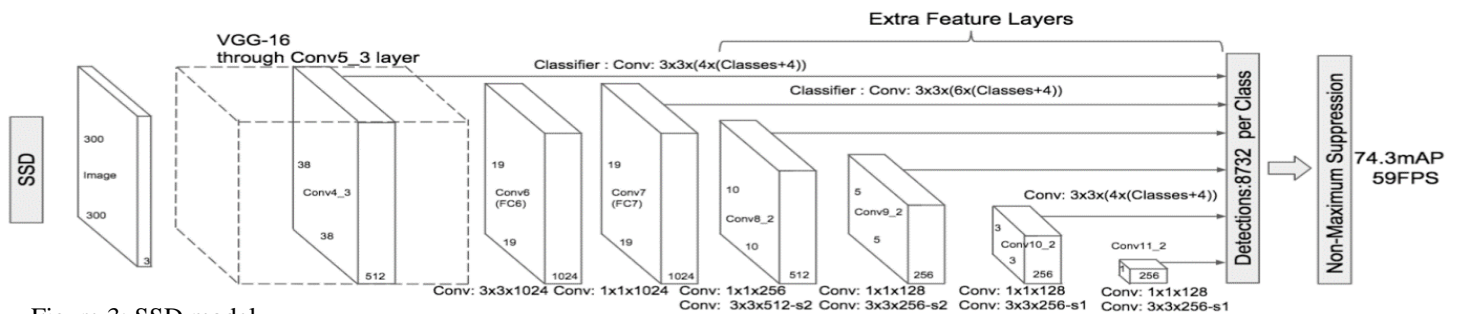 Extra Feature Layers
VGG-16
through Conv5_3 layer
Classifier : Conv: 3x3x(4x(Classes+4))
Classifier : Conv: 3x3x(6x(Classes+4))
SSD
300
Image
300
3
38
Conv4_3
38
512
19
Conv6
(FC6)
19
1024
19
Conv7
(FC7)
19
1024
10
Conv8_2
10
512
5
Conv9_2
5
256
Conv: 3x3x(4x(Classes+4))
3
Conv10_2
3
256
Conv11_2
1
256
Detections:8732 per Class
Non-Maximum Suppression
74.3mAP
59FPS
Conv: 3x3x1024
Conv: 1x1x1024
Conv: 1x1x256
Conv: 3x3x512-s2
Conv: 1x1x128
Conv: 3x3x256-s2
Conv: 1x1x128
Conv: 3x3x256-s1
Conv: 1x1x128
Conv: 3x3x256-s1